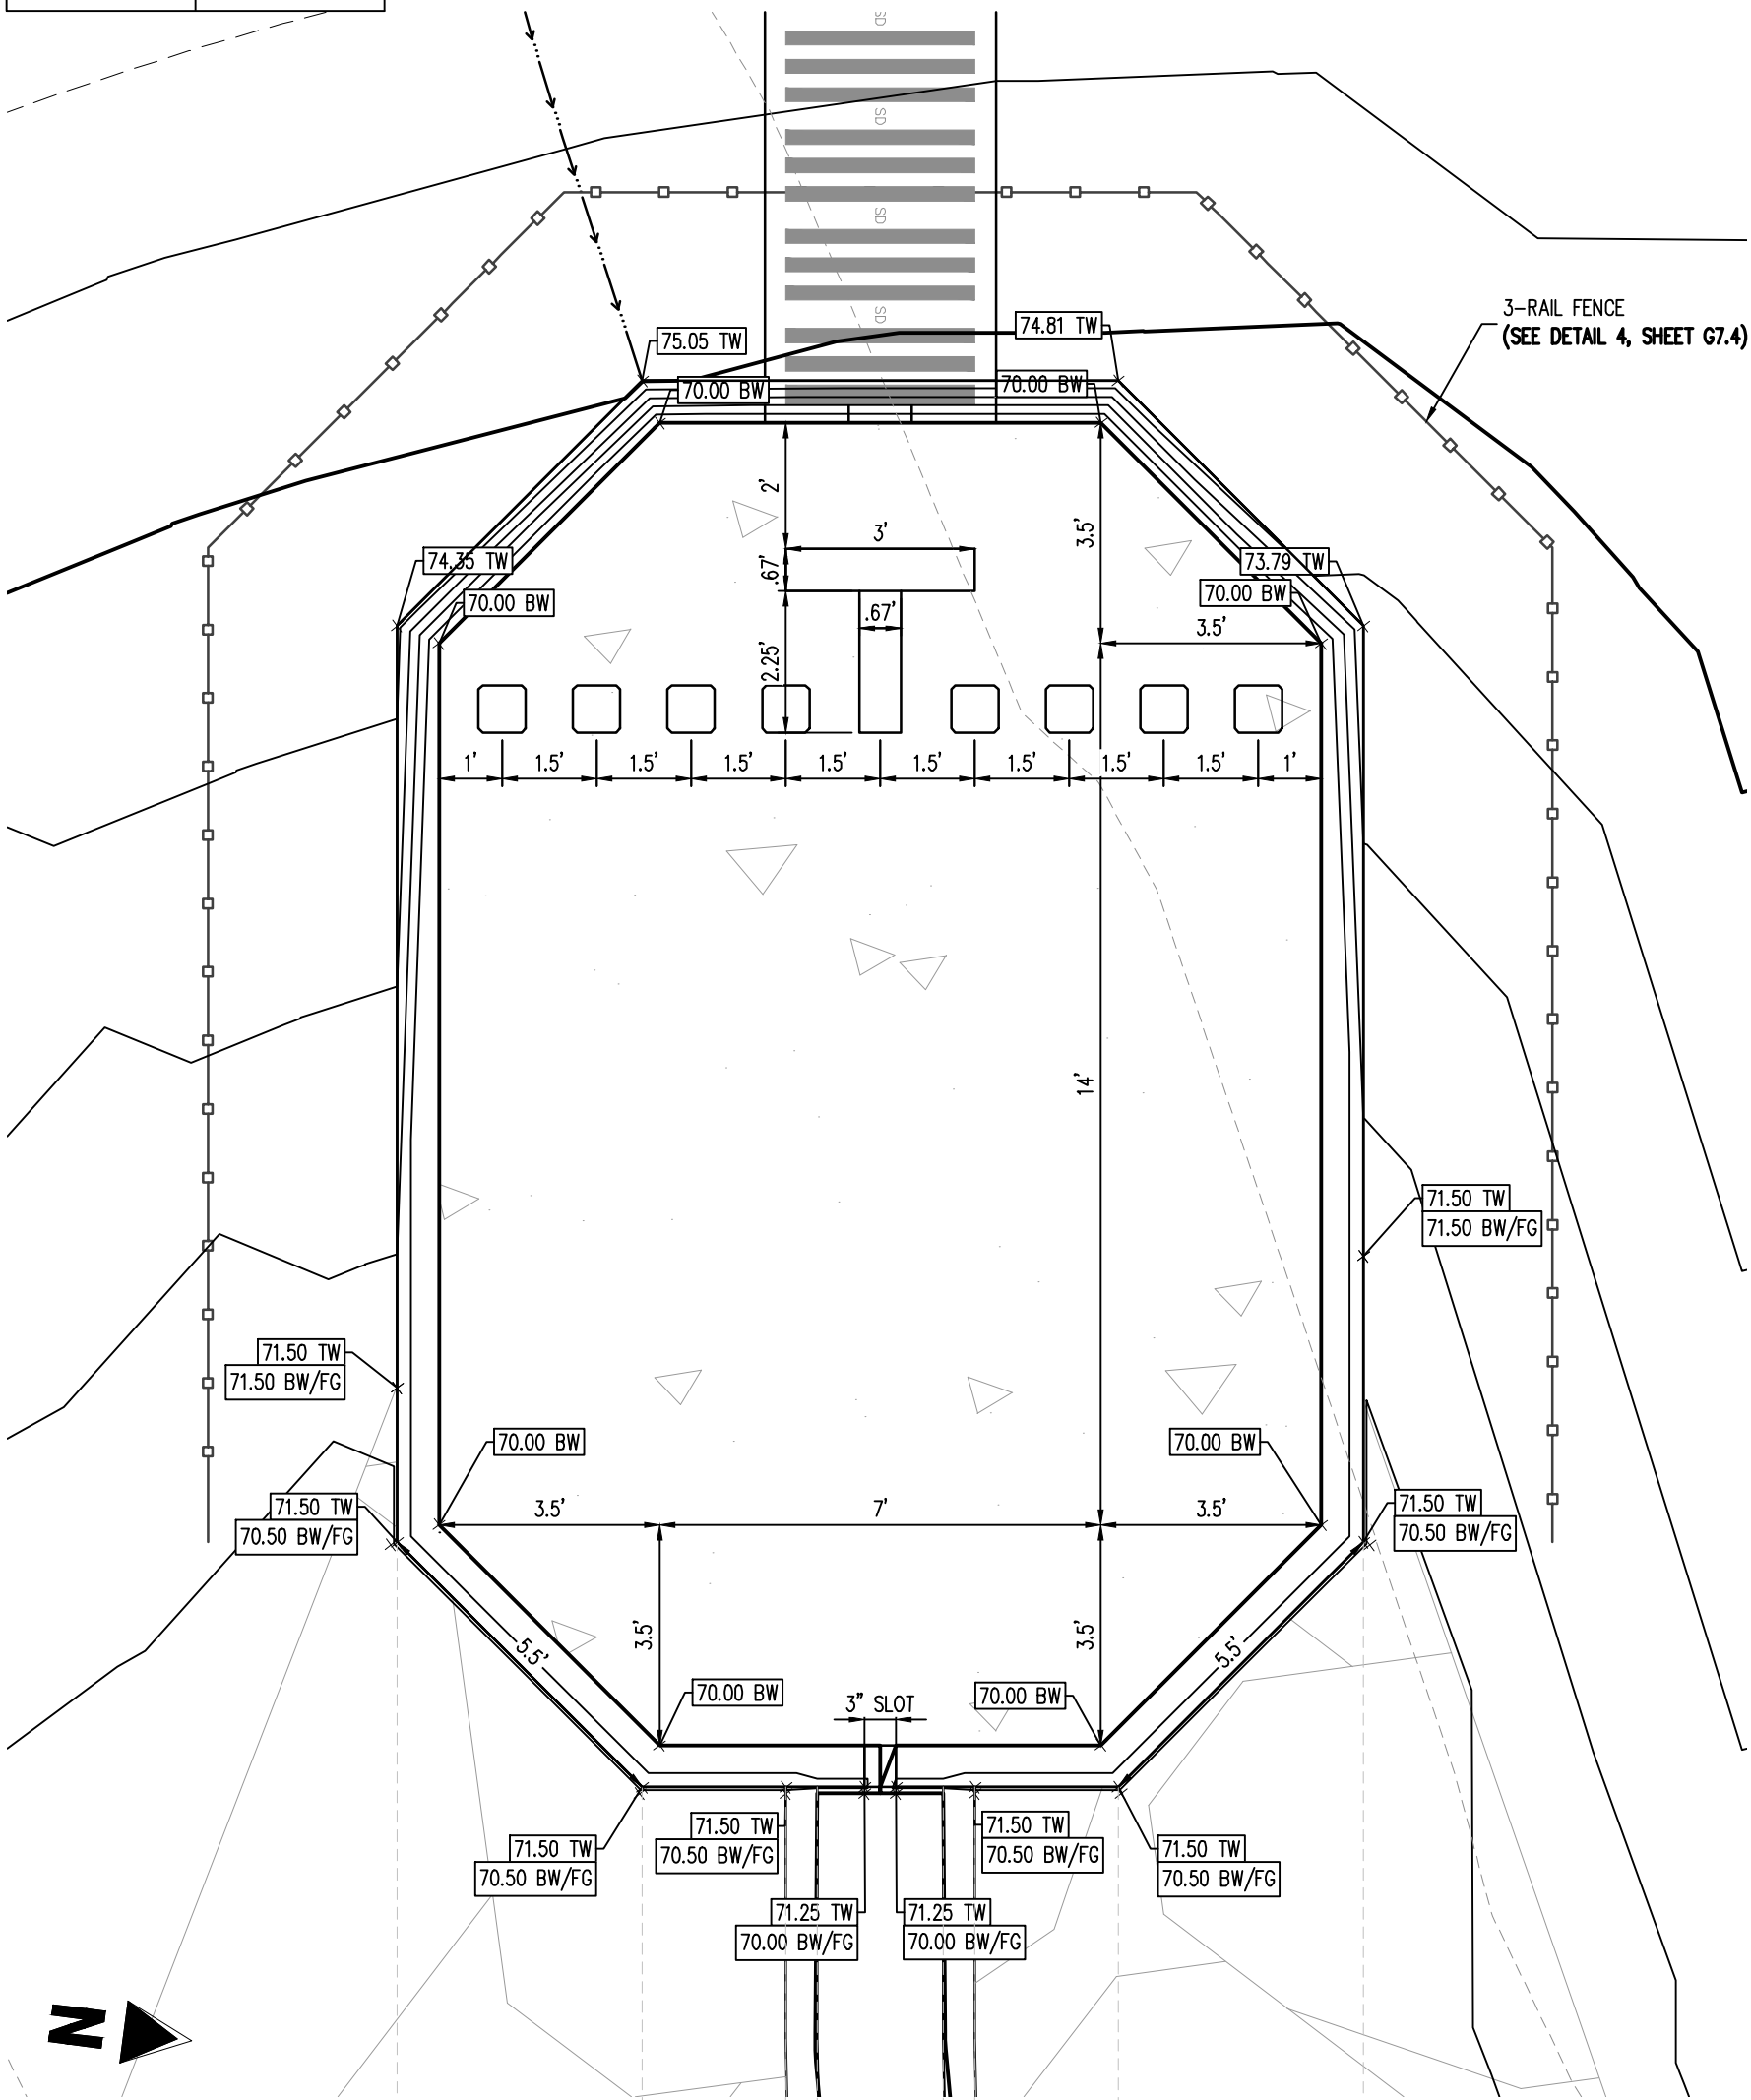 SD
SD
SD
SD
3-RAIL FENCE
(SEE DETAIL 4, SHEET G7.4)
75.05 TW
74.81 TW
70.00 BW
70.00 BW
2'
3'
3.5'
.67'
74.35 TW
73.79 TW
70.00 BW
70.00 BW
.67'
3.5'
2.25'
1'
1.5'
1.5'
1.5'
1.5'
1.5'
1.5'
1.5'
1.5'
1'
14'
71.50 TW
71.50 BW/FG
71.50 TW
71.50 BW/FG
70.00 BW
70.00 BW
71.50 TW
70.50 BW/FG
3.5'
7'
3.5'
71.50 TW
70.50 BW/FG
5.5'
3.5'
3.5'
5.5'
70.00 BW
3" SLOT
70.00 BW
71.50 TW
70.50 BW/FG
71.50 TW
70.50 BW/FG
71.50 TW
70.50 BW/FG
71.50 TW
70.50 BW/FG
71.25 TW
70.00 BW/FG
71.25 TW
70.00 BW/FG
N